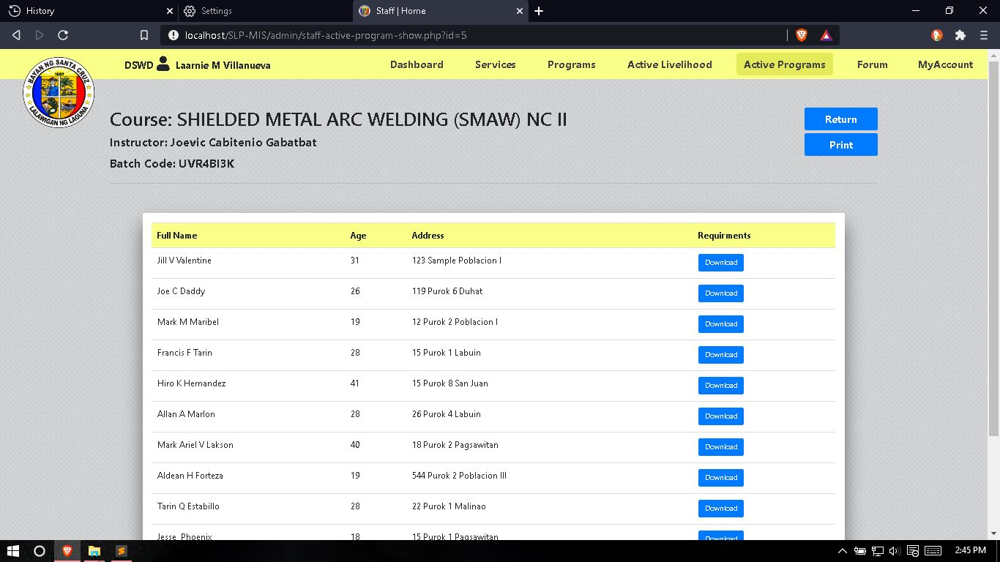 History
Settings
Staff | Home
localhost/SLP-MIS/admin/staff-active-program-show.php?id=5
BAYAN NG SANTA CRUZ
1602
LALAWIGAN NG LAGUNA
DSWD Laarnie M Villanueva
Dashboard Services Programs Active Livelihood Active Programs Forum MyAccount
Course: SHIELDED METAL ARC WELDING (SMAW) NC II
Instructor: Joevic Cabitenio Gabatbat
Batch Code: UVR4BI3K
Return
Print
Full Name Age Address Requirments
Jill V Valentine 31 123 Sample Poblacion I Download
Joe C Daddy 26 119 Purok 6 Duhat Download
Mark M Maribel 19 12 Purok 2 Poblacion I Download
Francis F Tarin 28 15 Purok 1 Labuin Download
Hiro K Hernandez 41 15 Purok 8 San Juan Download
Allan A Marlon 28 26 Purok 4 Labuin Download
Mark Ariel V Lakson 40 18 Purok 2 Pagsawitan Download
Aldean H Forteza 19 544 Purok 2 Poblacion III Download
Tarin Q Estabillo 28 22 Purok 1 Malinao Download
Jesse Phoenix 18 15 Purok 1 Pagsawitan Download
2:45 PM